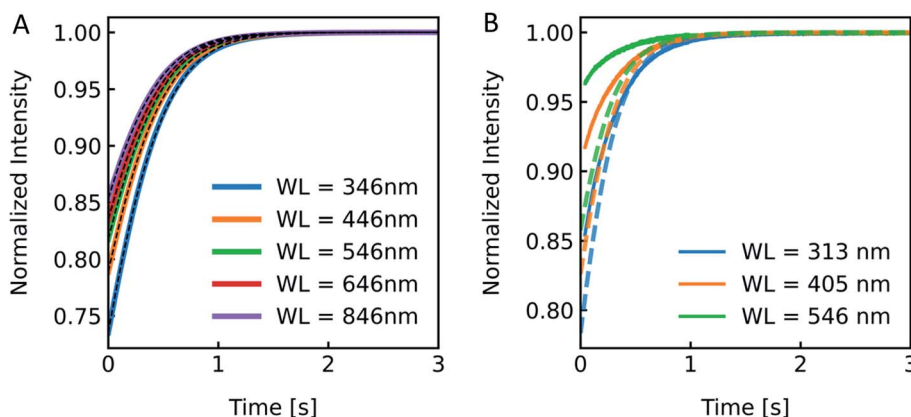 A
Normalized Intensity
1.00
0.95
0.90
0.85
0.80
0.75
WL = 346nm
WL = 446nm
WL = 546nm
WL = 646nm
WL = 846nm
0
1
2
3
Time [s]
B
Normalized Intensity
1.00
0.95
0.90
0.85
0.80
WL = 313 nm
WL = 405 nm
WL = 546 nm
0
1
2
3
Time [s]